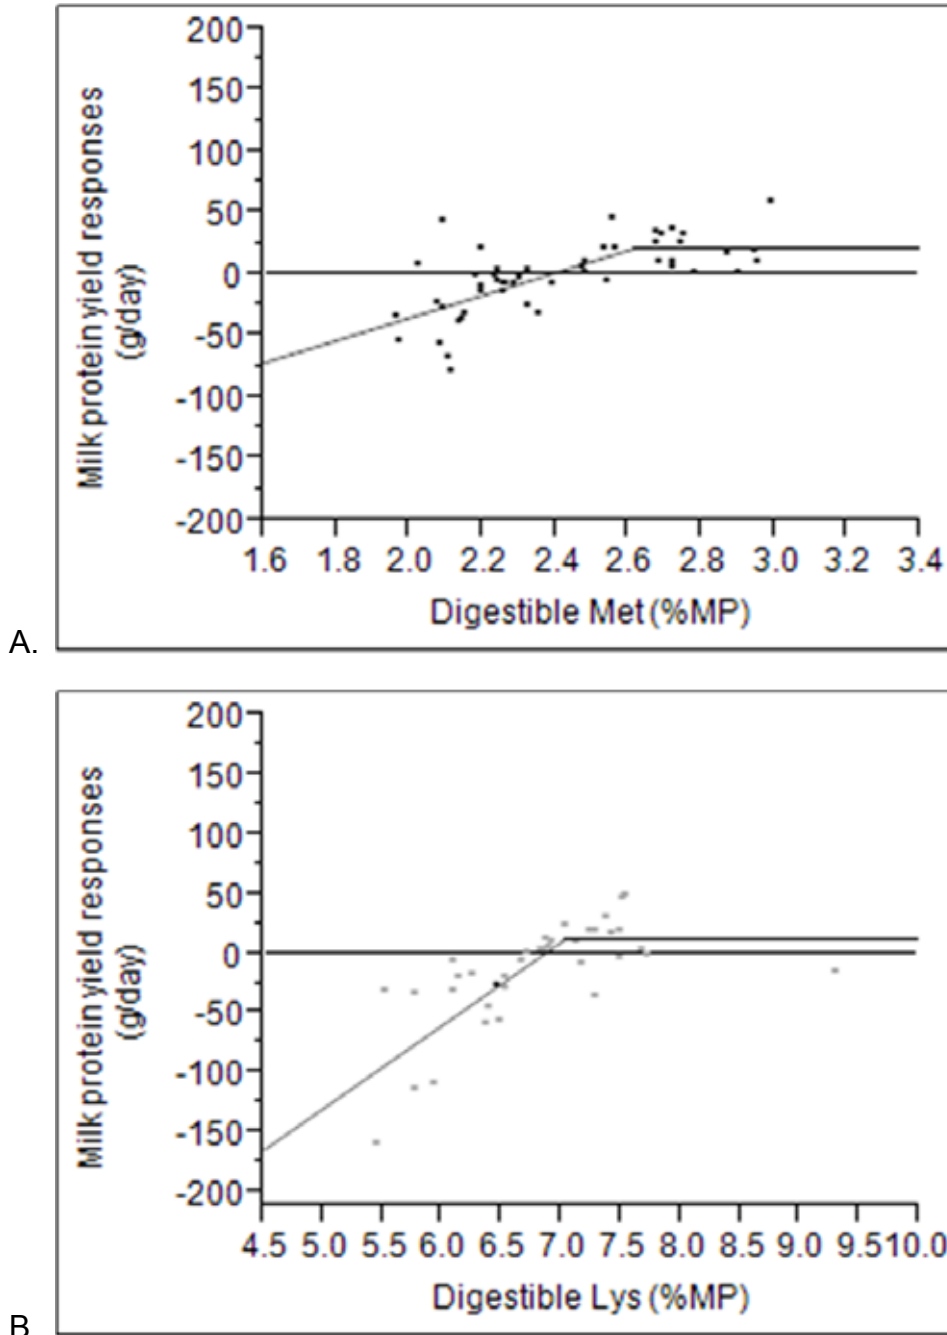 200
150
100
50
0
-50
-100
-150
-200
Milk protein yield responses
(g/day)
1.6 1.8 2.0 2.2 2.4 2.6 2.8 3.0 3.2 3.4
Digestible Met (%MP)
A.
200
150
100
50
0
-50
-100
-150
-200
Milk protein yield responses
(g/day)
4.5 5.0 5.5 6.0 6.5 7.0 7.5 8.0 8.5 9.0 9.5 10.0
Digestible Lys (%MP)
B